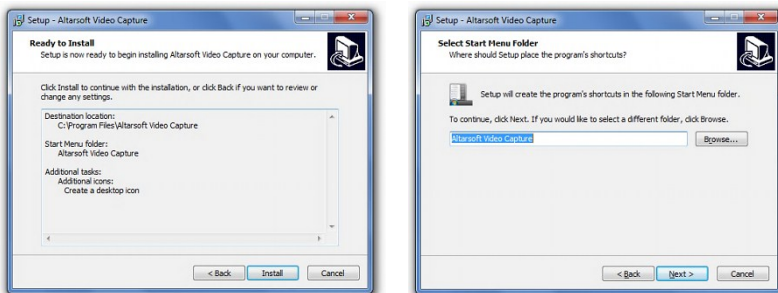 Setup - Altarsoft Video Capture
Ready to Install
Setup is now ready to begin installing Altarsoft Video Capture on your computer.
Click Install to continue with the installation, or click Back if you want to review or
change any settings.
Destination location:
C:\Program Files\Altarsoft Video Capture
Start Menu folder:
Altarsoft Video Capture
Additional tasks:
Additional icons:
Create a desktop icon
< Back
Install
Cancel
Setup - Altarsoft Video Capture
Select Start Menu Folder
Where should Setup place the program's shortcuts?
Setup will create the program's shortcuts in the following Start Menu folder.
To continue, click Next. If you would like to select a different folder, click Browse.
Altarsoft Video Capture
Browse...
< Back
Next >
Cancel